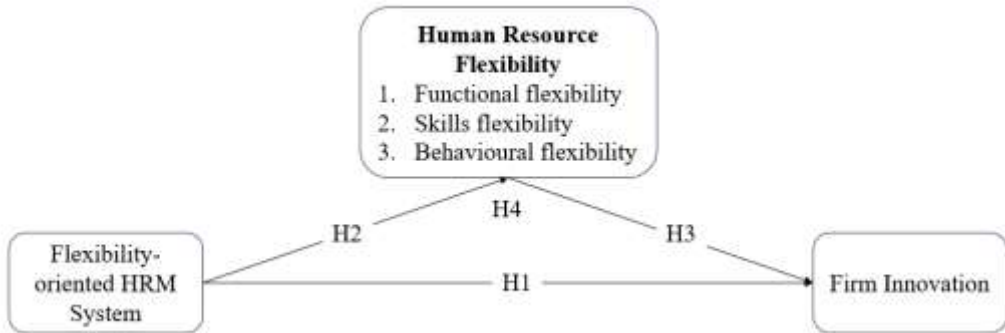 Human Resource
Flexibility
1. Functional flexibility
2. Skills flexibility
3. Behavioural flexibility
H4
H2
H3
Flexibility-
oriented HRM
System
H1
Firm Innovation